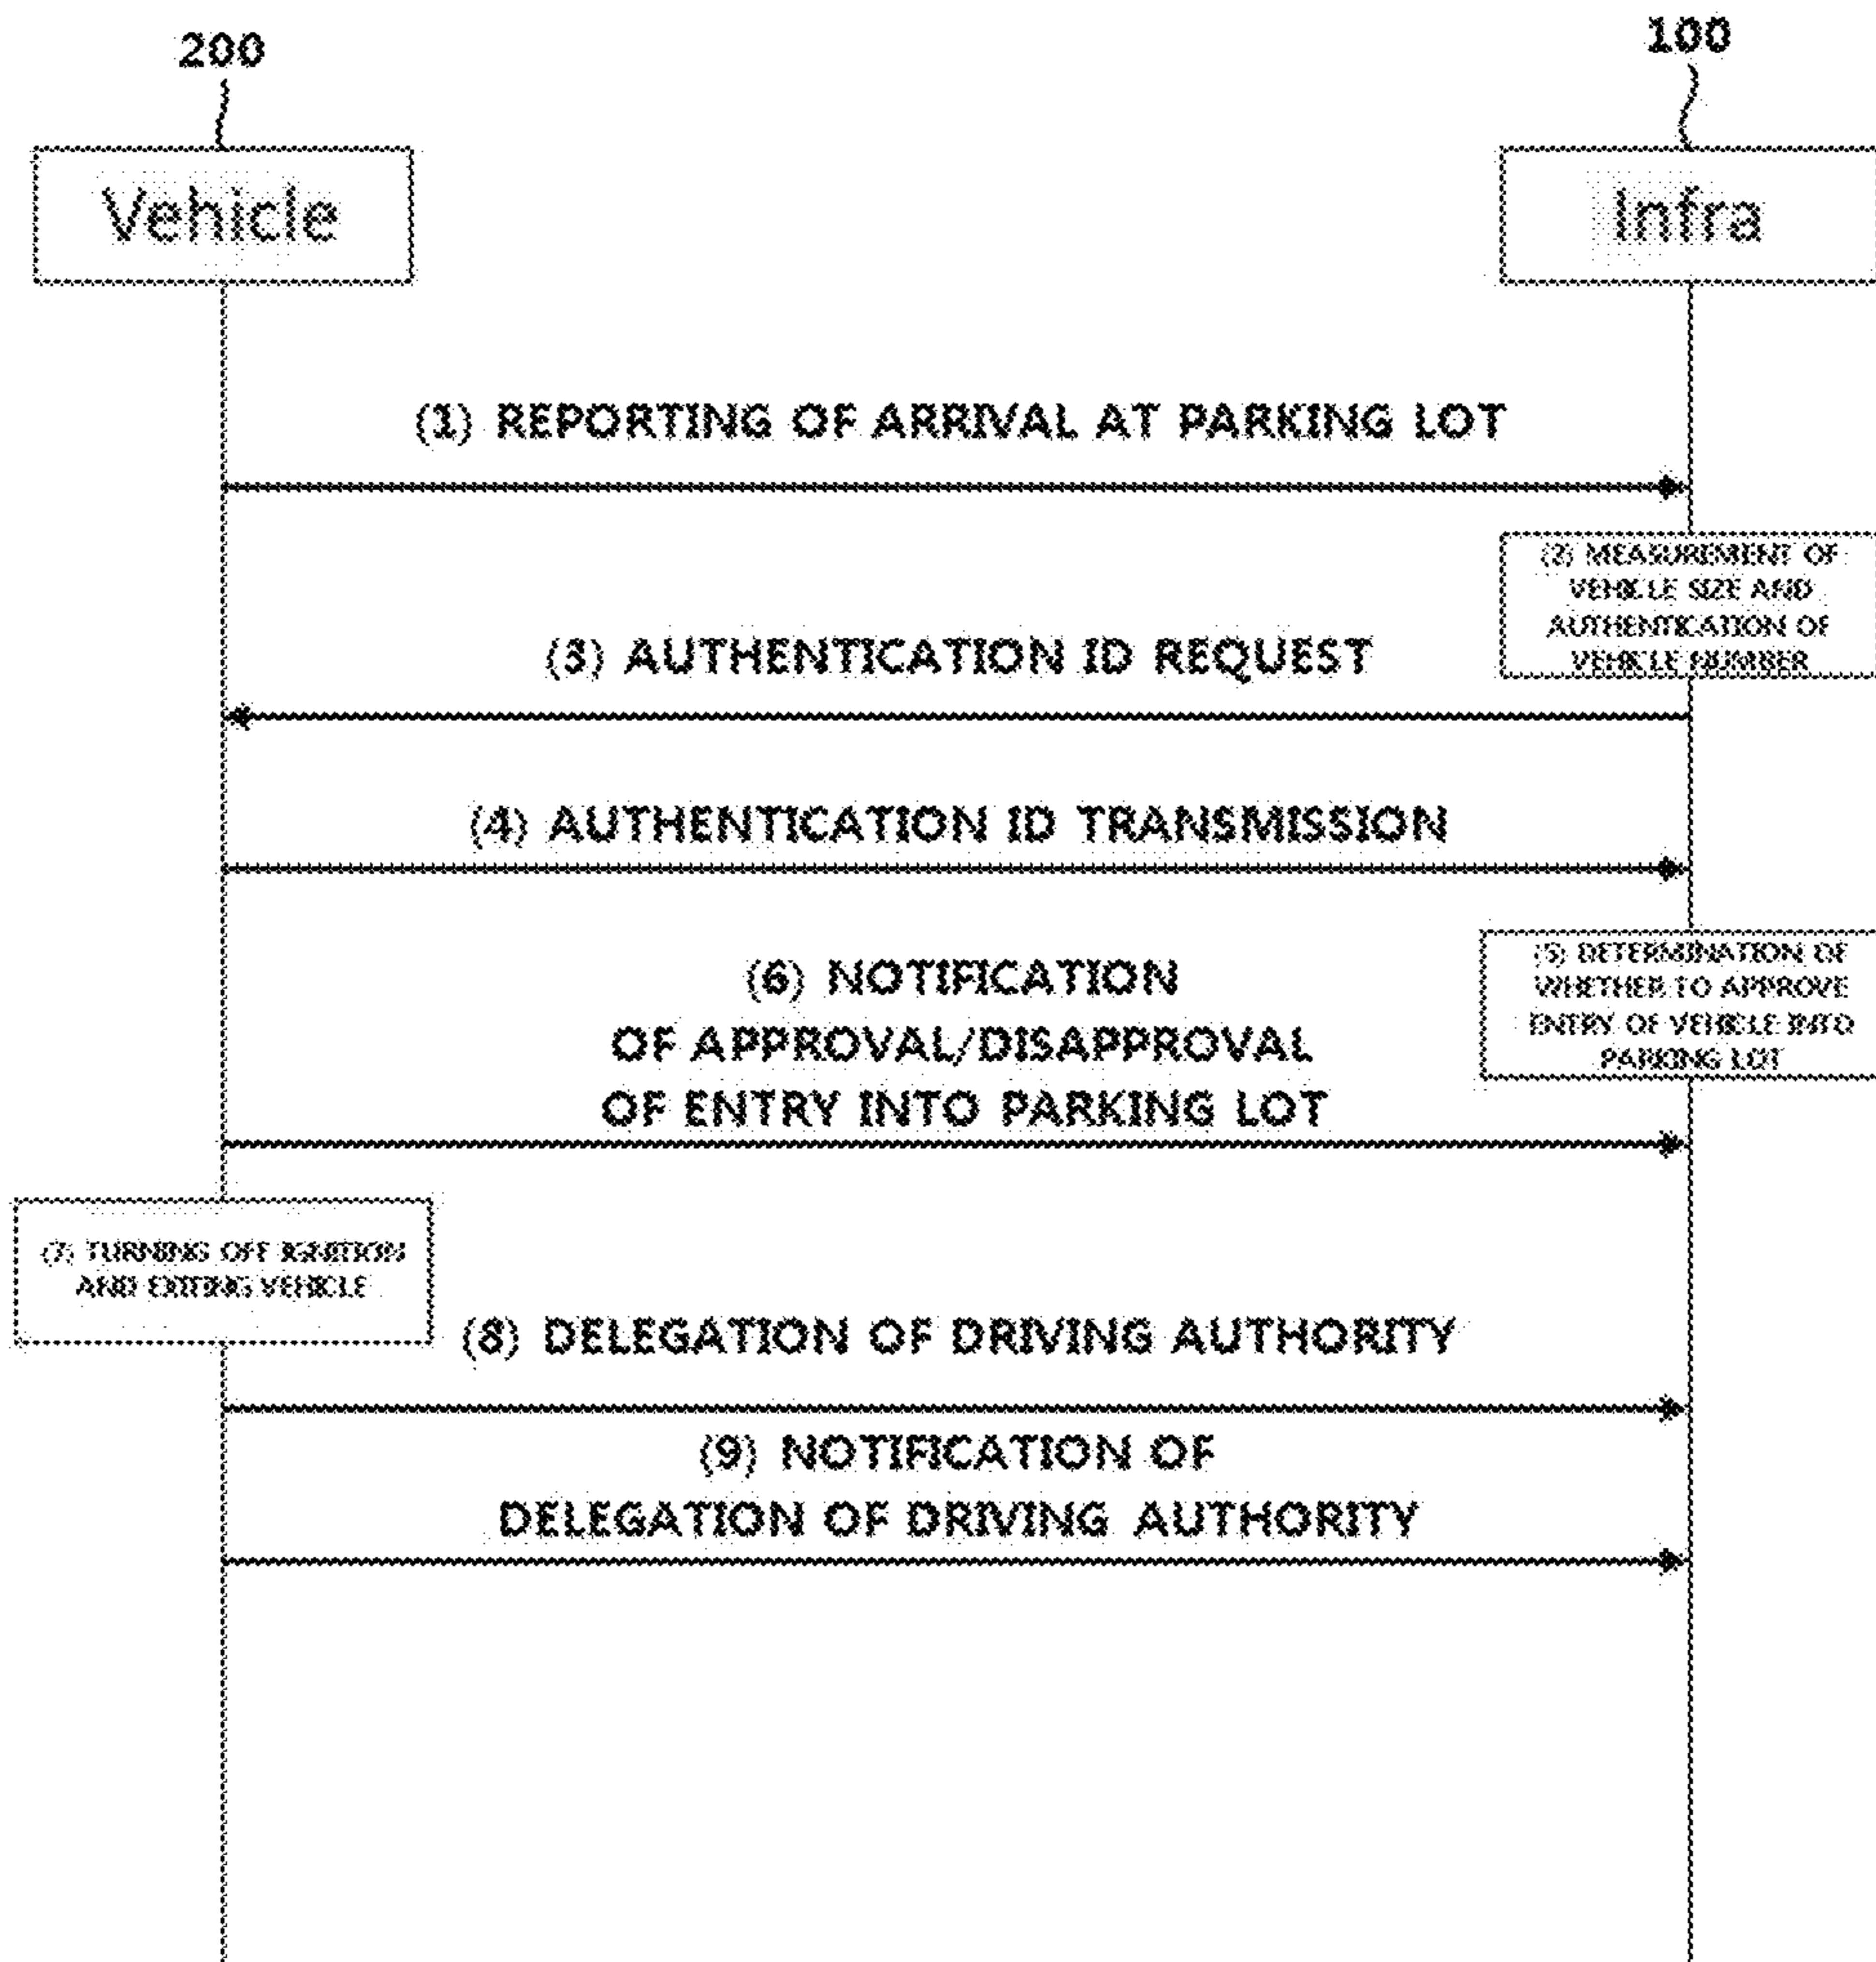 200
100
Vehicle
Infra
(1) REPORTING OF ARRIVAL AT PARKING LOT
(2) MEASUREMENT OF
VEHICLE SIZE AND
AUTHENTICATION OF
VEHICLE NUMBER
(3) AUTHENTICATION ID REQUEST
(4) AUTHENTICATION ID TRANSMISSION
(5) DETERMINATION OF
WHETHER TO APPROVE
ENTRY OF VEHICLE INTO
PARKING LOT
(6) NOTIFICATION
OF APPROVAL/DISAPPROVAL
OF ENTRY INTO PARKING LOT
(7) TURNING OFF IGNITION
AND EXITING VEHICLE
(8) DELEGATION OF DRIVING AUTHORITY
(9) NOTIFICATION OF
DELEGATION OF DRIVING AUTHORITY